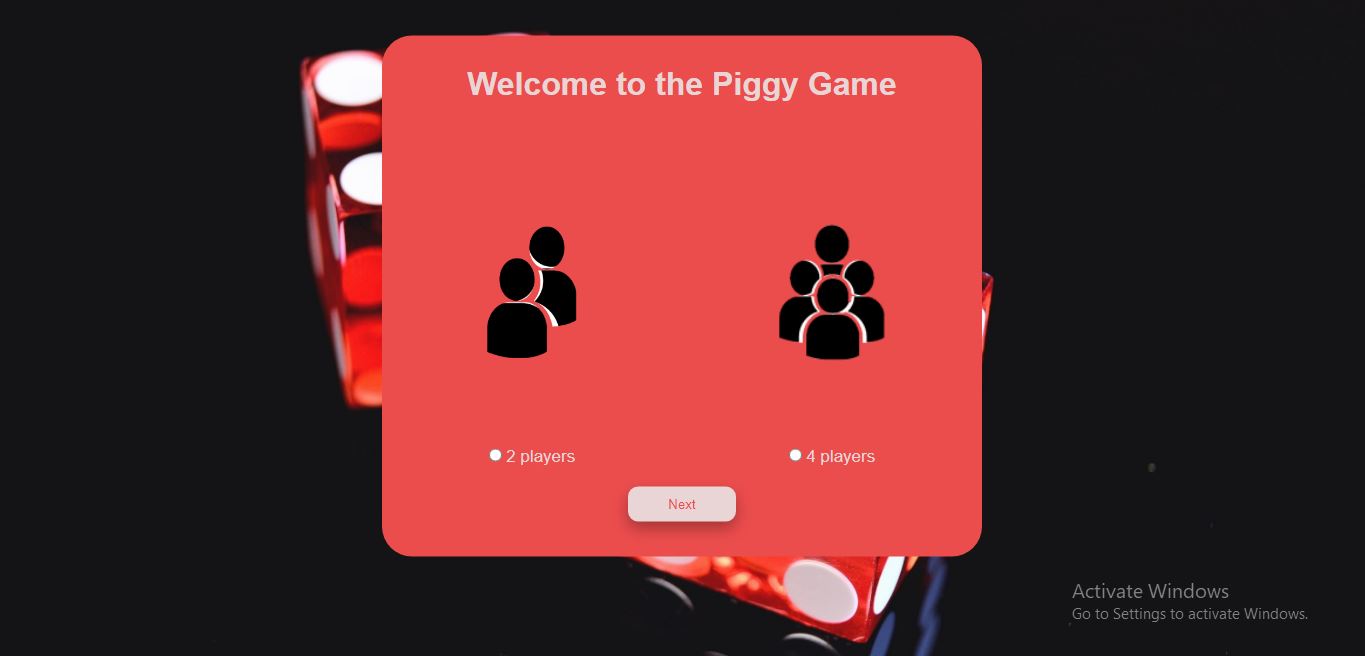 Welcome to the Piggy Game
2 players
4 players
Next
Activate Windows
Go to Settings to activate Windows.